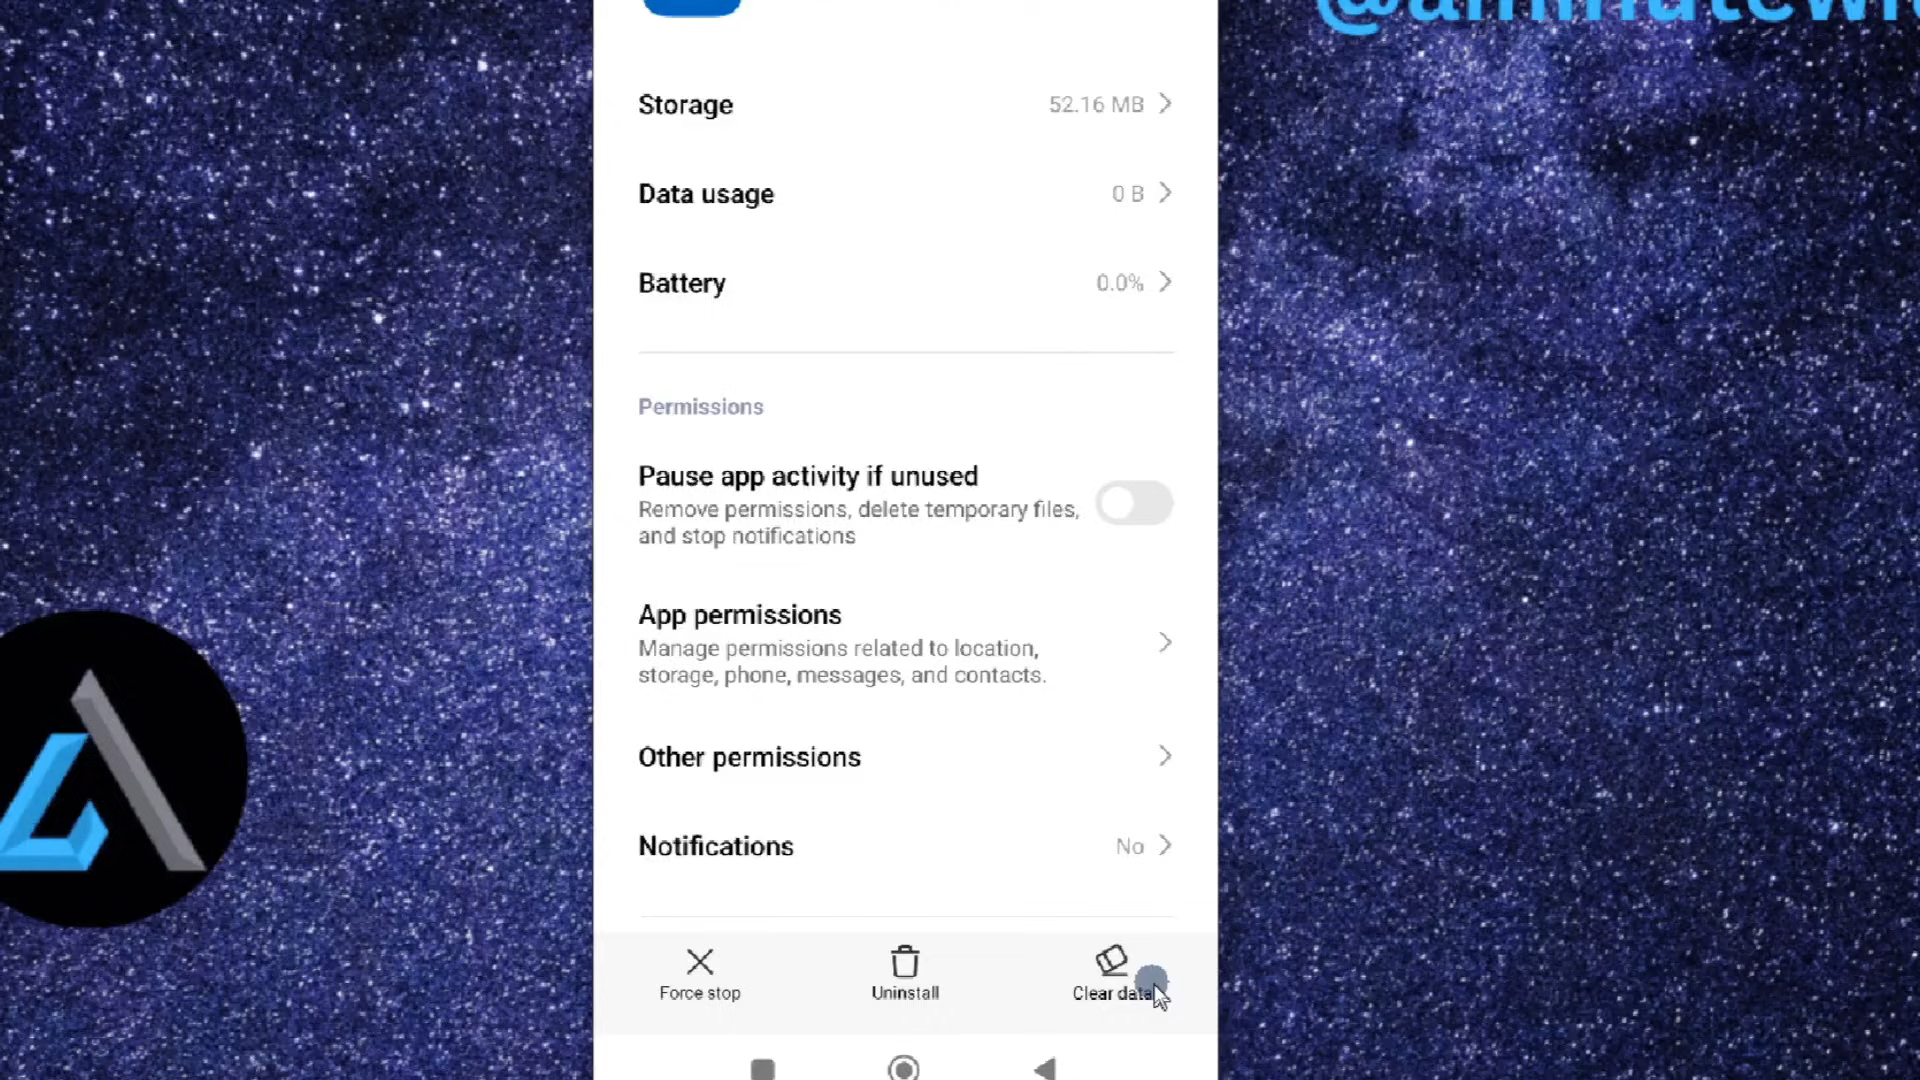 Storage 52.16 MB
Data usage 0 B
Battery 0.0%
Permissions
Pause app activity if unused
Remove permissions, delete temporary files,
and stop notifications
App permissions
Manage permissions related to location,
storage, phone, messages, and contacts.
Other permissions
Notifications No
Force stop Uninstall Clear data